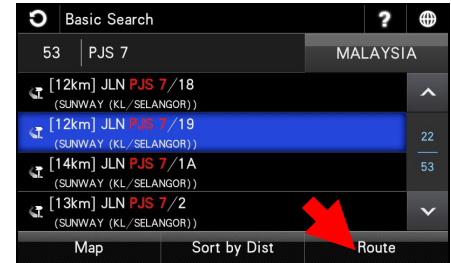 Basic Search ?
53 PJS 7 MALAYSIA
[12km] JLN PJS 7/18
(SUNWAY (KL/SELANGOR))
[12km] JLN PJS 7/19
(SUNWAY (KL/SELANGOR))
22
[14km] JLN PJS 7/1A
53
(SUNWAY (KL/SELANGOR))
[13km] JLN PJS 7/2
(SUNWAY (KL/SELANGOR))
Map Sort by Dist Route